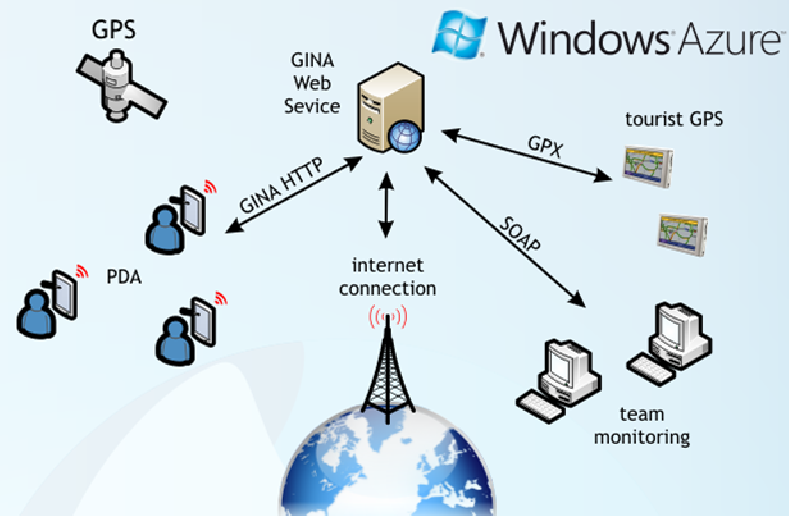 GPS
GINA
Web
Sevice
Windows Azure
tourist GPS
GPX
GINA HTTP
SOAP
PDA
internet
connection
team
monitoring